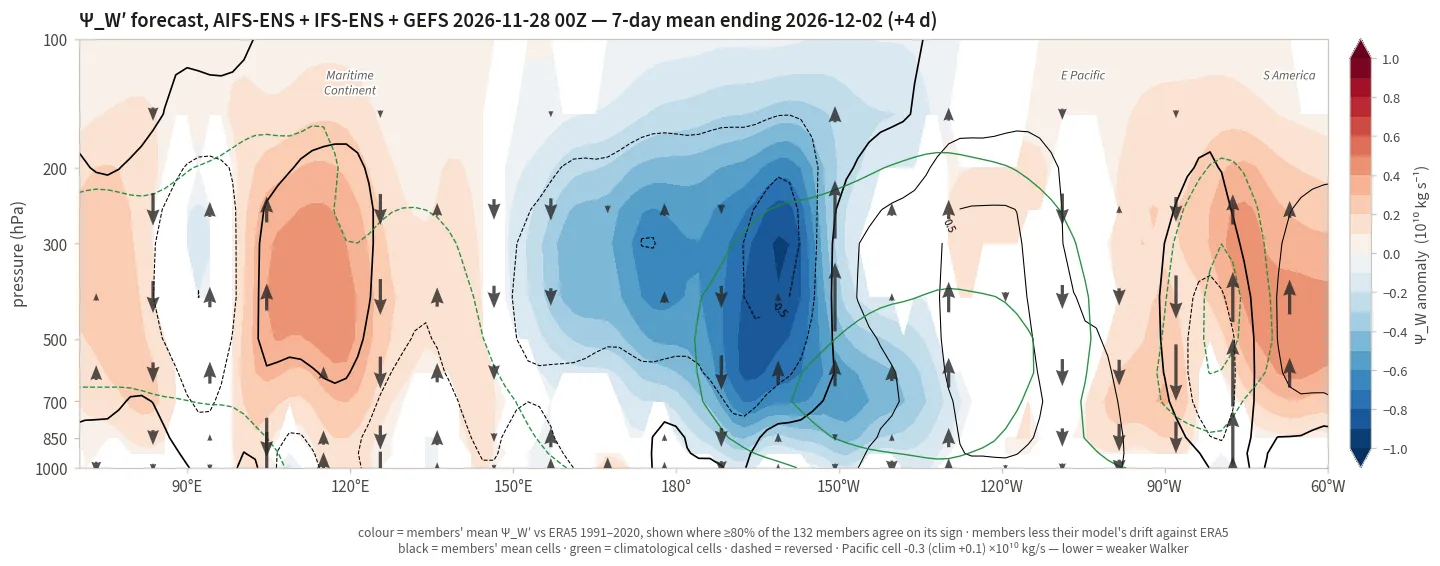 Ψ_W′ forecast, AIFS-ENS + IFS-ENS + GEFS 2026-11-28 00Z — 7-day mean ending 2026-12-02 (+4 d)
Maritime
Continent
E Pacific
S America
-0.5
0.5
pressure (hPa)
100
200
300
400
500
700
850
1000
90°E
120°E
150°E
180°
150°W
120°W
90°W
60°W
1.0
0.8
0.6
0.4
0.2
0.0
−0.2
−0.4
−0.6
−0.8
−1.0
Ψ_W anomaly (10¹⁰ kg s⁻¹)
colour = members' mean Ψ_W′ vs ERA5 1991–2020, shown where ≥80% of the 132 members agree on its sign · members less their model's drift against ERA5
black = members' mean cells · green = climatological cells · dashed = reversed · Pacific cell -0.3 (clim +0.1) ×10¹⁰ kg/s — lower = weaker Walker